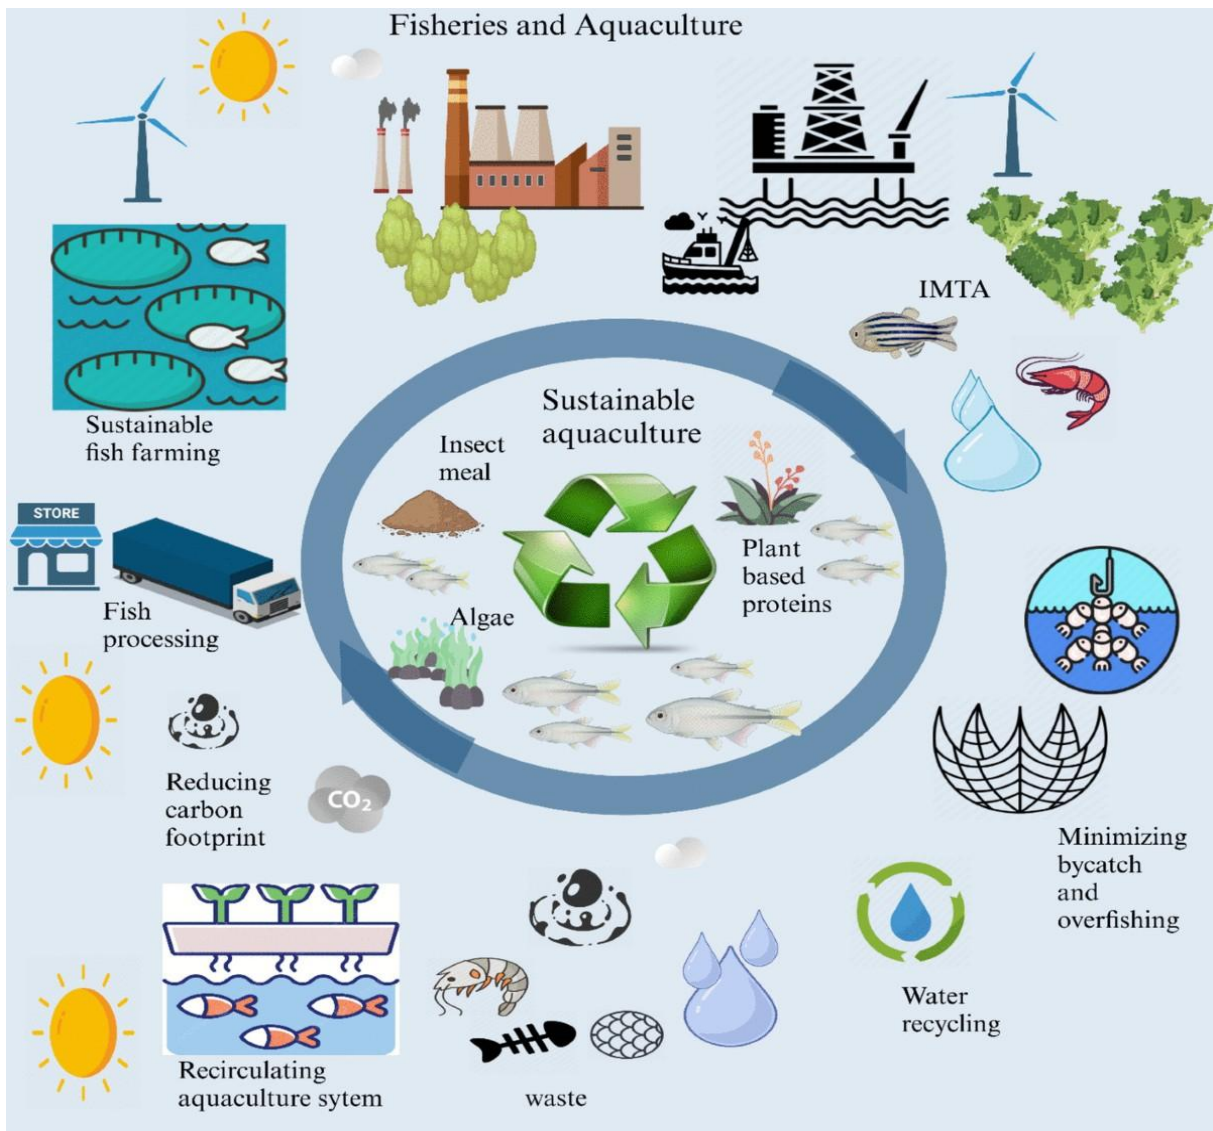 Fisheries and Aquaculture
IMTA
Sustainable
fish farming
Sustainable
aquaculture
Insect
meal
Plant
based
proteins
Algae
STORE
Fish
processing
Reducing
carbon
footprint
CO₂
Minimizing
bycatch
and
overfishing
Water
recycling
Recirculating
aquaculture sytem
waste